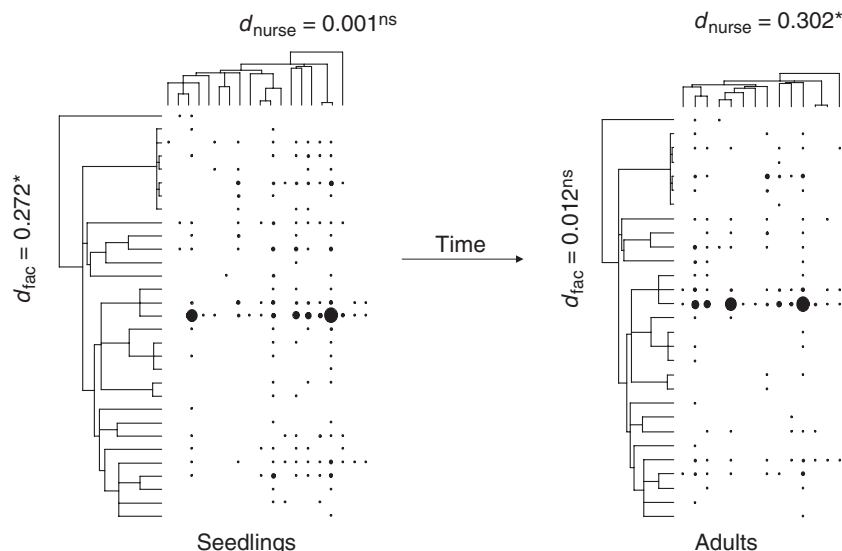 d_nurse = 0.001^ns
d_nurse = 0.302*
d_fac = 0.272*
Time
d_fac = 0.012^ns
Seedlings
Adults